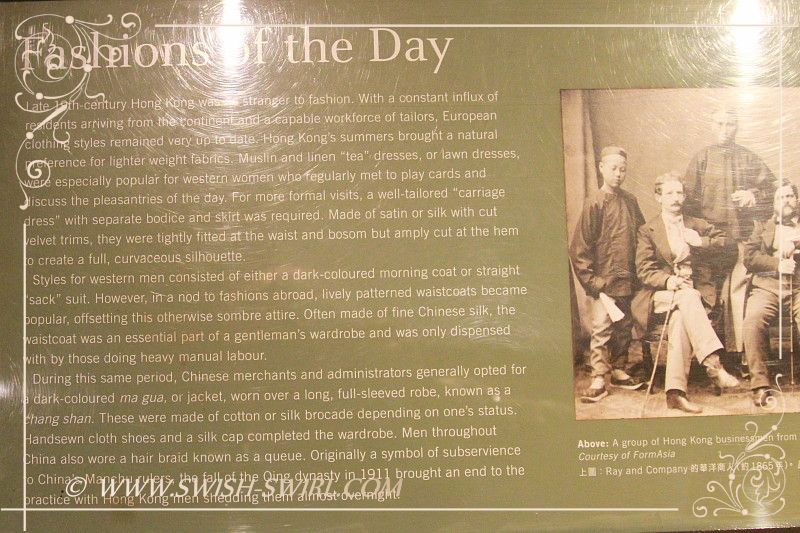 Fashions of the Day
Late 19th-century Hong Kong was no stranger to fashion. With a constant influx of
residents arriving from the continent and a capable workforce of tailors, European
clothing styles remained very up to date. Hong Kong's summers brought a natural
preference for lighter weight fabrics. Muslin and linen "tea" dresses, or lawn dresses,
were especially popular for western women who regularly met to play cards and
discuss the pleasantries of the day. For more formal visits, a well-tailored "carriage
dress" with separate bodice and skirt was required. Made of satin or silk with cut
velvet trims, they were tightly fitted at the waist and bosom but amply cut at the hem
to create a full, curvaceous silhouette.
Styles for western men consisted of either a dark-coloured morning coat or straight
"sack" suit. However, in a nod to fashions abroad, lively patterned waistcoats became
popular, offsetting this otherwise sombre attire. Often made of fine Chinese silk, the
waistcoat was an essential part of a gentleman's wardrobe and was only dispensed
with by those doing heavy manual labour.
During this same period, Chinese merchants and administrators generally opted for
a dark-coloured ma gua, or jacket, worn over a long, full-sleeved robe, known as a
chang shan. These were made of cotton or silk brocade depending on one's status.
Handsewn cloth shoes and a silk cap completed the wardrobe. Men throughout
China also wore a hair braid known as a queue. Originally a symbol of subservience
to China's Manchu rulers, the fall of the Qing dynasty in 1911 brought an end to the
practice with Hong Kong men shedding them almost overnight.
Above: A group of Hong Kong businessmen from
Courtesy of FormAsia
上圖：Ray and Company 的華洋商人(約1865年)。
© WWW.SWISH-SWIRL.COM